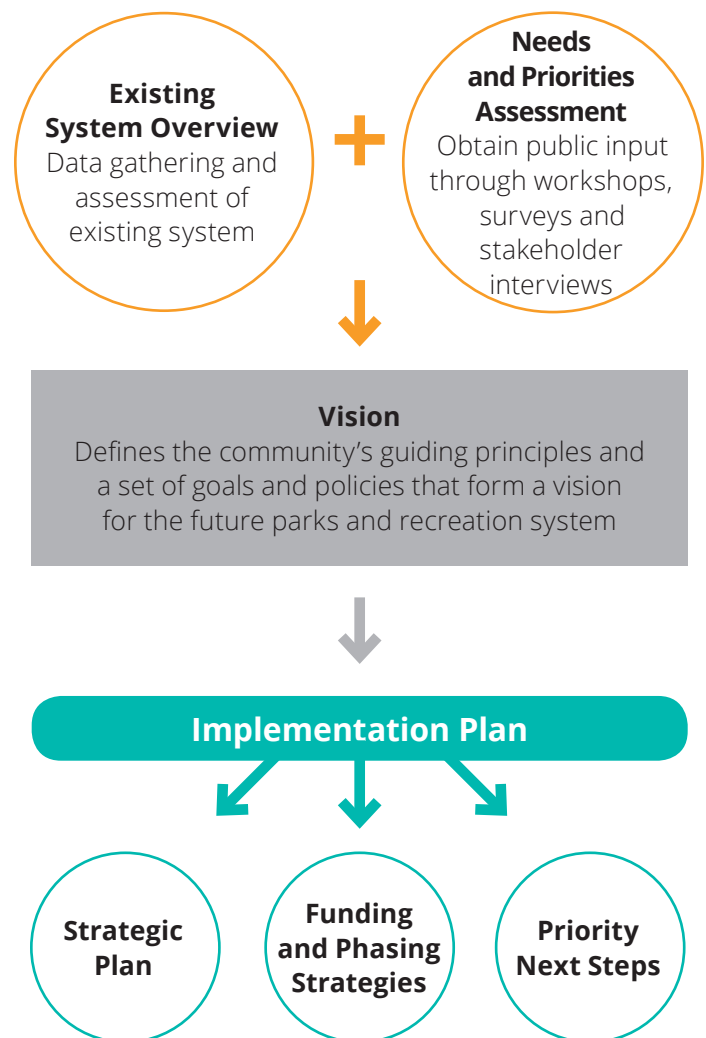 Existing
System Overview
Data gathering and
assessment of
existing system
+
Needs
and Priorities
Assessment
Obtain public input
through workshops,
surveys and
stakeholder
interviews
Vision
Defines the community’s guiding principles and
a set of goals and policies that form a vision
for the future parks and recreation system
Implementation Plan
Strategic
Plan
Funding
and Phasing
Strategies
Priority
Next Steps